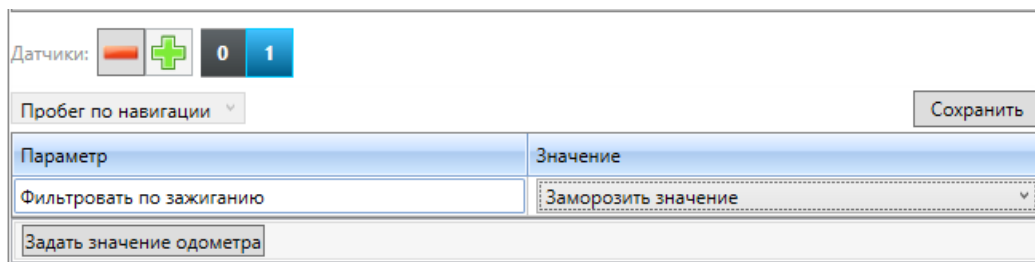 Датчики: 0 1
Пробег по навигации Сохранить
Параметр Значение
Фильтровать по зажиганию Заморозить значение
Задать значение одометра